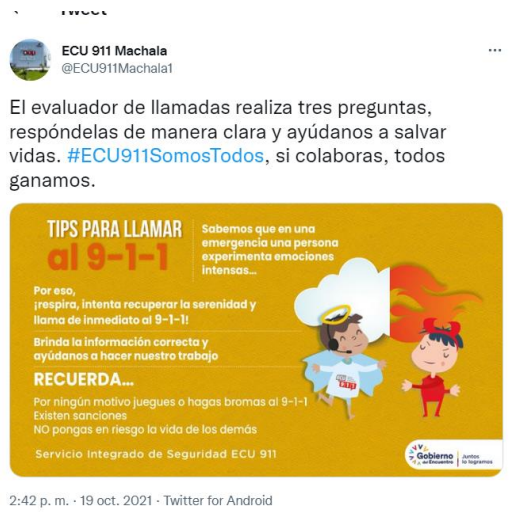 Tweet
ECU 911 Machala
@ECU911Machala1
El evaluador de llamadas realiza tres preguntas,
respóndelas de manera clara y ayúdanos a salvar
vidas. #ECU911SomosTodos, si colaboras, todos
ganamos.
TIPS PARA LLAMAR
al 9-1-1
Sabemos que en una
emergencia una persona
experimenta emociones
intensas...
Por eso,
¡respira, intenta recuperar la serenidad y
llama de inmediato al 9-1-1!
Brinda la información correcta y
ayúdanos a hacer nuestro trabajo
RECUERDA...
Por ningún motivo juegues o hagas bromas al 9-1-1
Existen sanciones
NO pongas en riesgo la vida de los demás
Servicio Integrado de Seguridad ECU 911
Gobierno
del Encuentro
Juntos
lo logramos
2:42 p. m. · 19 oct. 2021 · Twitter for Android